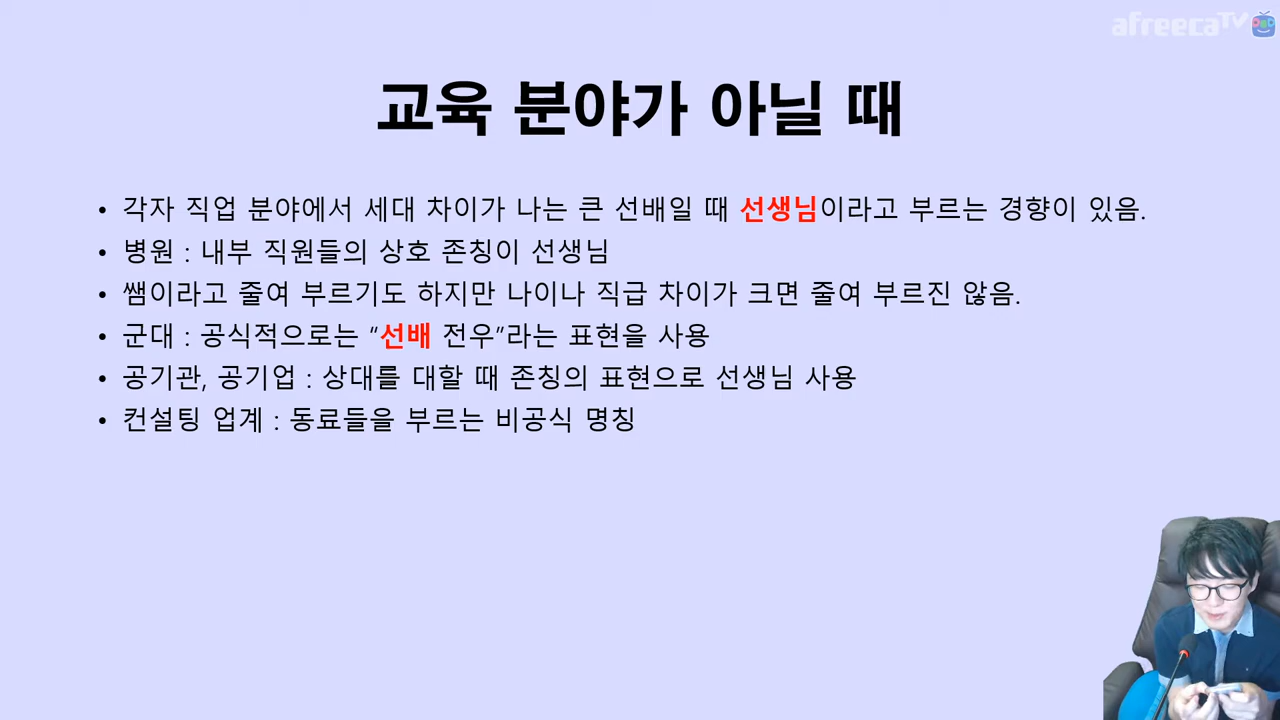 afreecaTV
교육 분야가 아닐 때
• 각자 직업 분야에서 세대 차이가 나는 큰 선배일 때 선생님이라고 부르는 경향이 있음.
• 병원 : 내부 직원들의 상호 존칭이 선생님
• 쌤이라고 줄여 부르기도 하지만 나이나 직급 차이가 크면 줄여 부르진 않음.
• 군대 : 공식적으로는 “선배 전우”라는 표현을 사용
• 공기관, 공기업 : 상대를 대할 때 존칭의 표현으로 선생님 사용
• 컨설팅 업계 : 동료들을 부르는 비공식 명칭